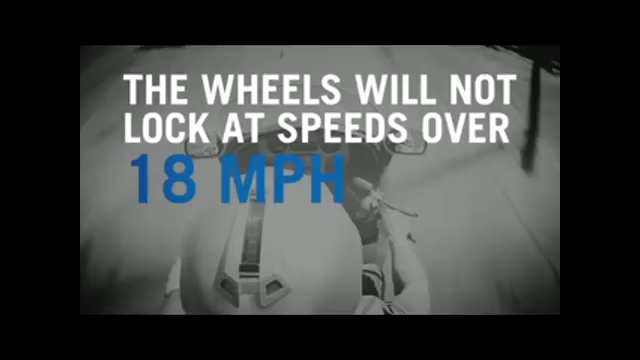 THE WHEELS WILL NOT
LOCK AT SPEEDS OVER
18 MPH